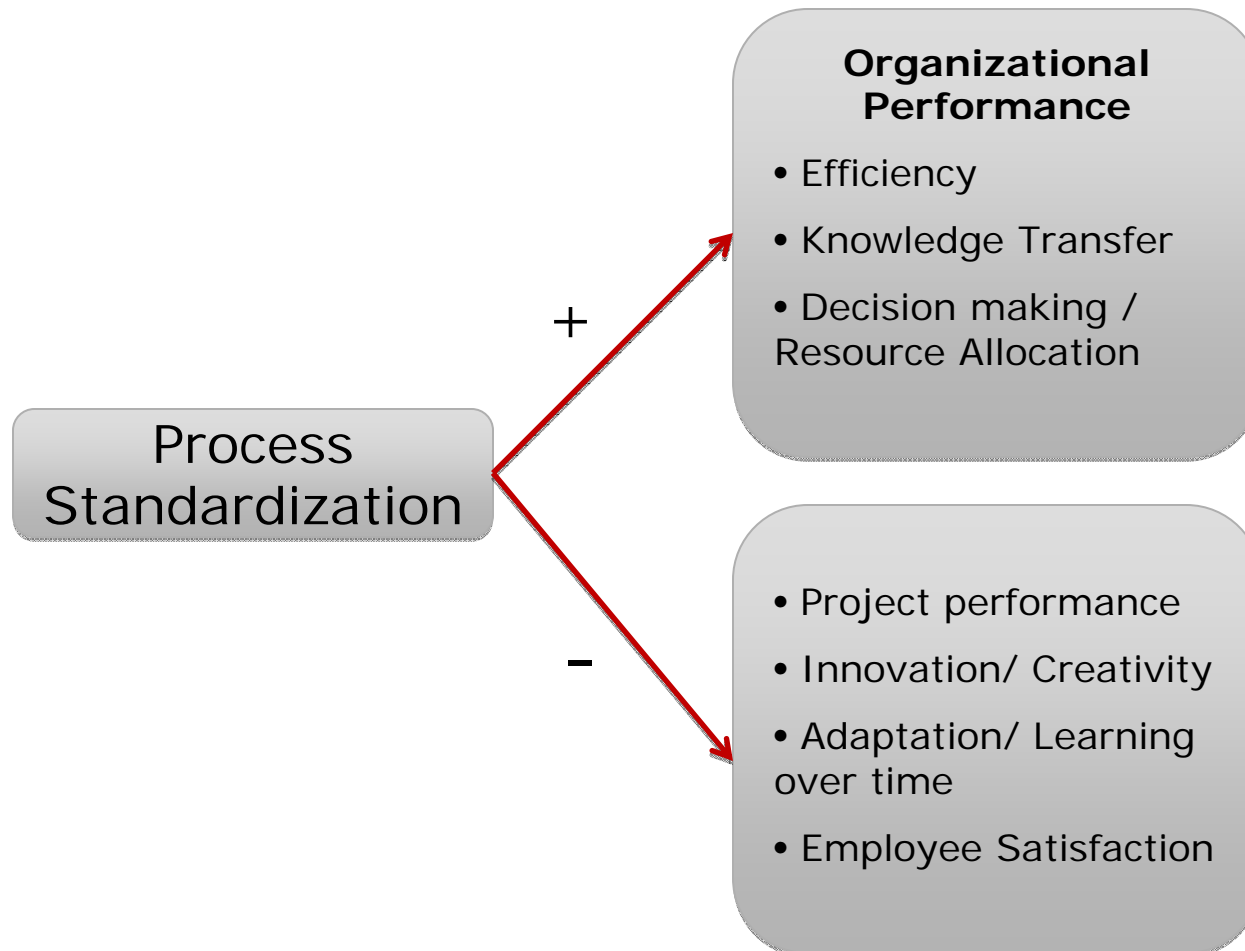 Organizational
Performance
• Efficiency
• Knowledge Transfer
• Decision making /
Resource Allocation
+
Process
Standardization
–
• Project performance
• Innovation/ Creativity
• Adaptation/ Learning
over time
• Employee Satisfaction